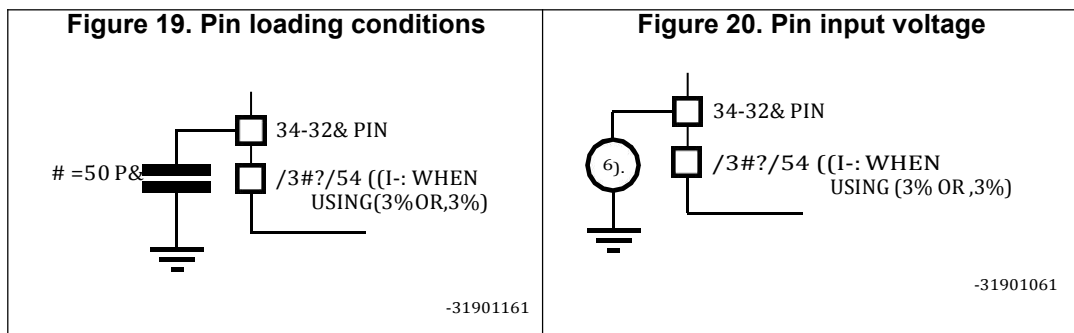 Figure 19. Pin loading conditions
# =50 P&
34-32& PIN
/3#?/54 ((I-: WHEN
USING(3%OR,3%)
-31901161
Figure 20. Pin input voltage
6).
34-32& PIN
/3#?/54 ((I-: WHEN
USING (3% OR ,3%)
-31901061